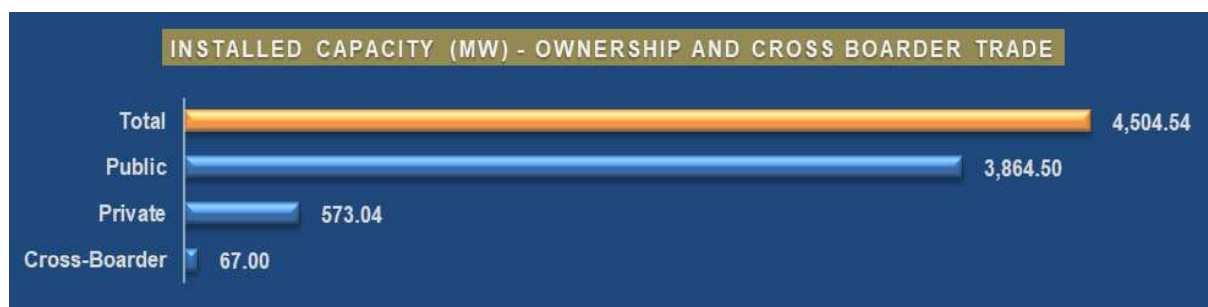 INSTALLED CAPACITY (MW) - OWNERSHIP AND CROSS BOARDER TRADE
Total 4,504.54
Public 3,864.50
Private 573.04
Cross-Boarder 67.00